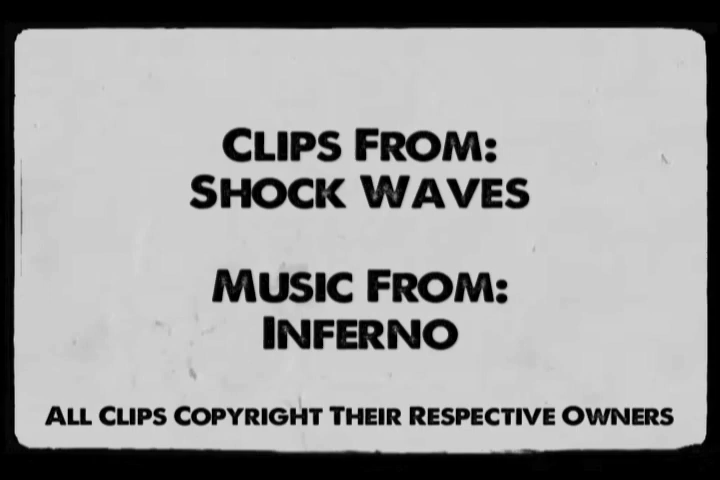 Clips From:
Shock Waves
Music From:
Inferno
All Clips Copyright Their Respective Owners